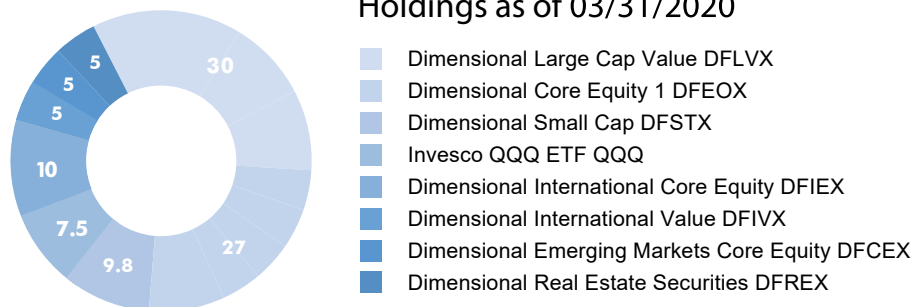 Holdings as of 03/31/2020
30
27
9.8
7.5
10
5
5
5
Dimensional Large Cap Value DFLVX
Dimensional Core Equity 1 DFEOX
Dimensional Small Cap DFSTX
Invesco QQQ ETF QQQ
Dimensional International Core Equity DFIEX
Dimensional International Value DFIVX
Dimensional Emerging Markets Core Equity DFCEX
Dimensional Real Estate Securities DFREX